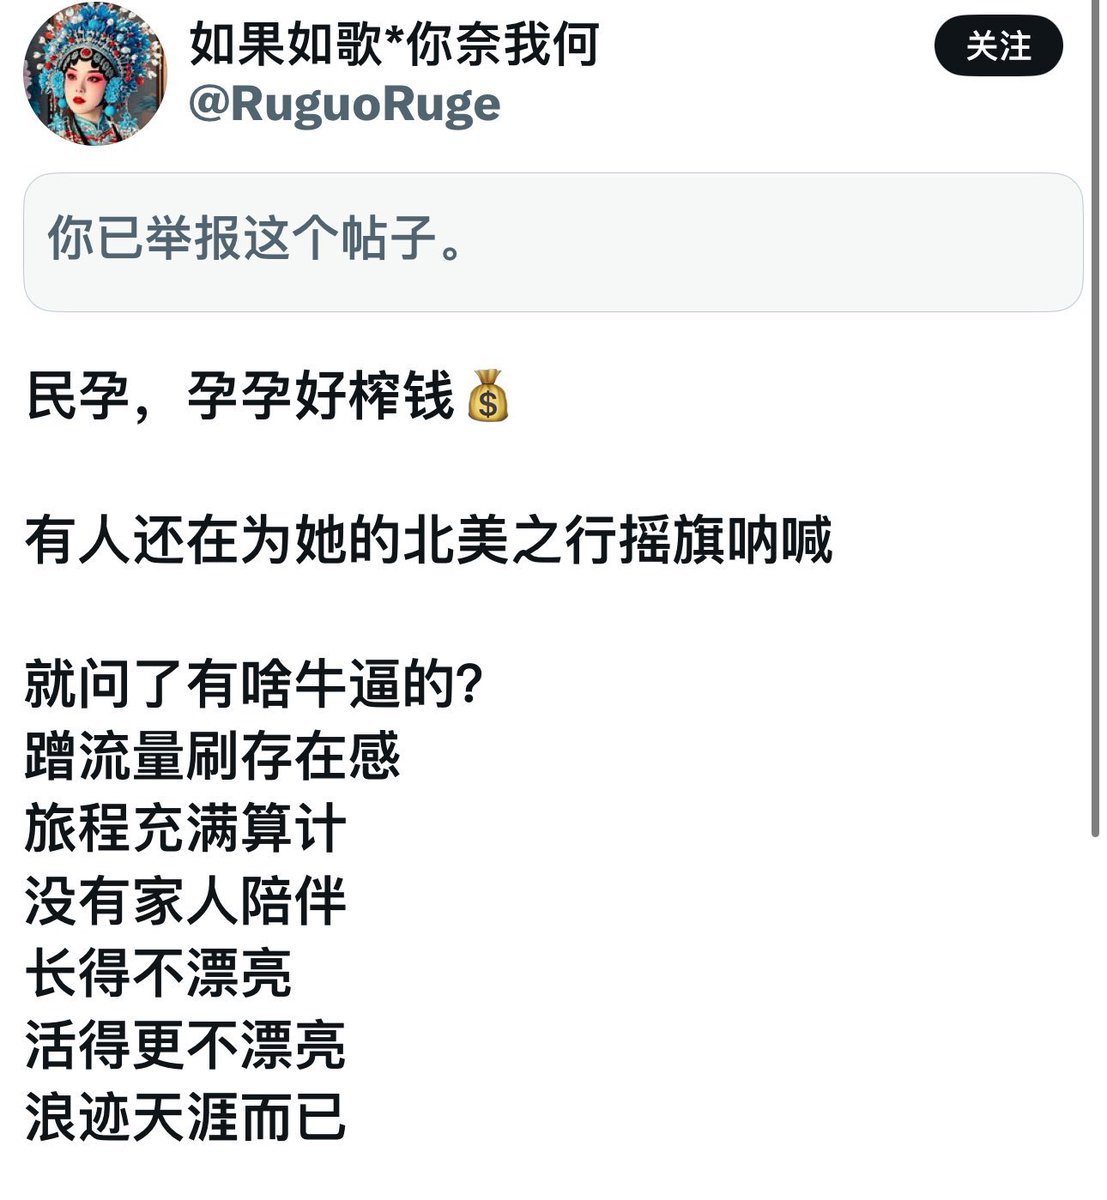 如果如歌*你奈我何
@RuguoRuge
关注
你已举报这个帖子。
民孕，孕孕好榨钱💰
有人还在为她的北美之行摇旗呐喊
就问了有啥牛逼的？
蹭流量刷存在感
旅程充满算计
没有家人陪伴
长得不漂亮
活得更不漂亮
浪迹天涯而已